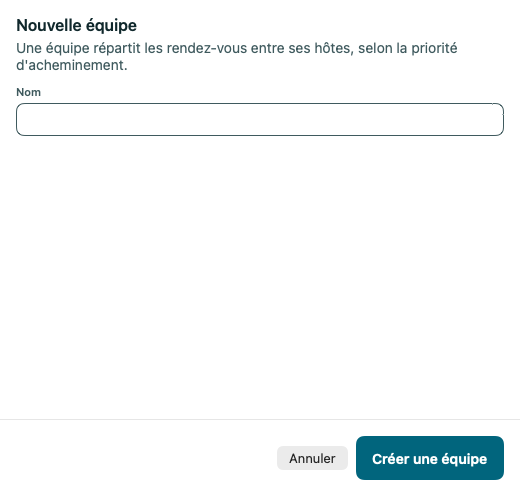 Nouvelle équipe
Une équipe répartit les rendez-vous entre ses hôtes, selon la priorité
d'acheminement.
Nom
Annuler
Créer une équipe